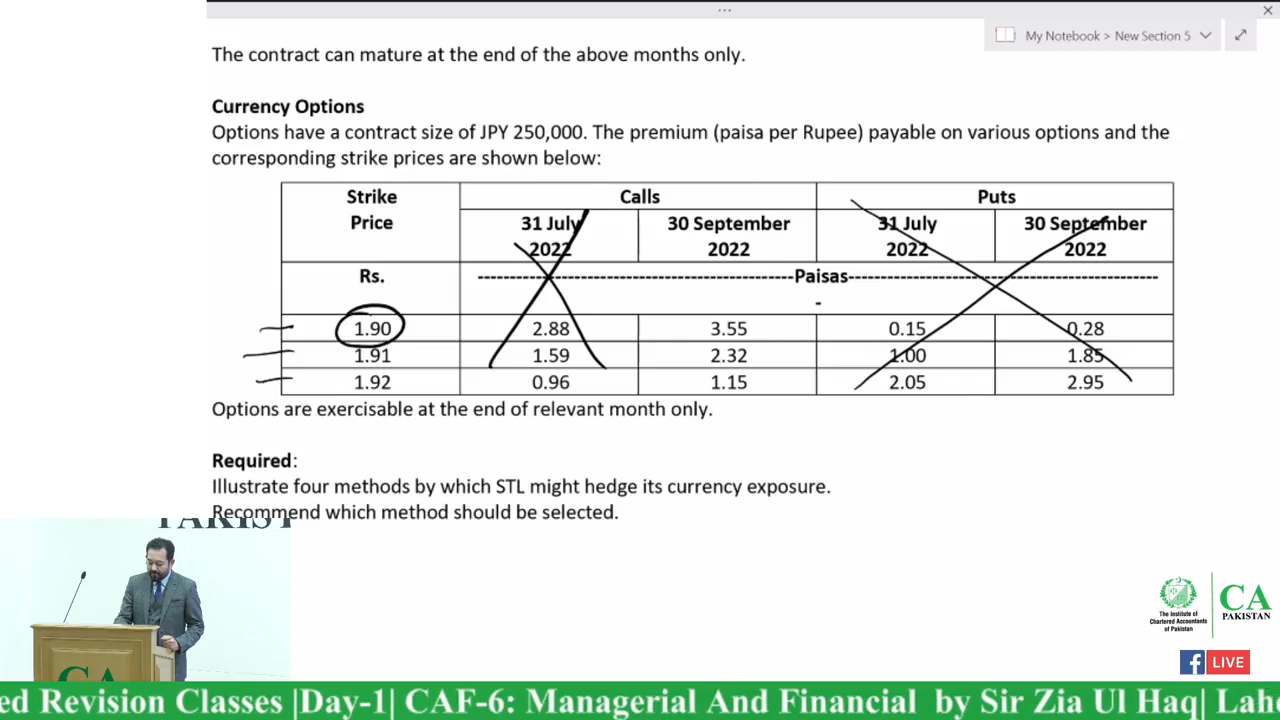 My Notebook > New Section 5
The contract can mature at the end of the above months only.
Currency Options
Options have a contract size of JPY 250,000. The premium (paisa per Rupee) payable on various options and the
corresponding strike prices are shown below:
Strike Price Calls Puts
31 July 2022 30 September 2022 31 July 2022 30 September 2022
Rs. Paisas
1.90 2.88 3.55 0.15 0.28
1.91 1.59 2.32 1.00 1.85
1.92 0.96 1.15 2.05 2.95
Options are exercisable at the end of relevant month only.
Required:
Illustrate four methods by which STL might hedge its currency exposure.
Recommend which method should be selected.
PAKIST
CA
The Institute of
Chartered Accountants
of Pakistan
CA
PAKISTAN
LIVE
ed Revision Classes |Day-1| CAF-6: Managerial And Financial by Sir Zia Ul Haq| Laho